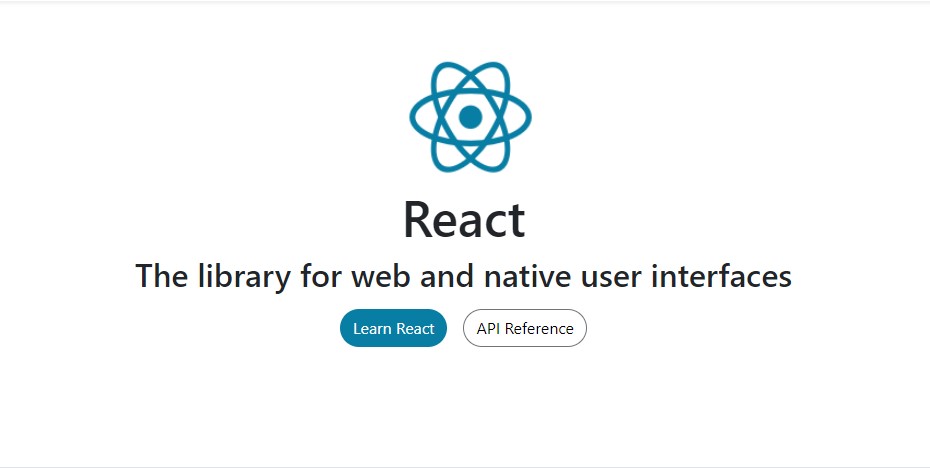 React
The library for web and native user interfaces
Learn React
API Reference